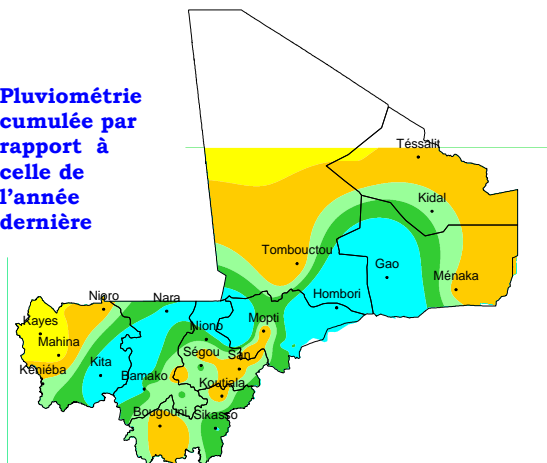 Pluviométrie
cumulée par
rapport à
celle de
l'année
dernière
Téssalit
Kidal
Tombouctou
Gao
Ménaka
Hombori
Nioro
Nara
Kayes
Niono
Mopti
Mahina
Kita
Ségou
San
Kéniéba
Bamako
Koutiala
Bougouni
Sikasso